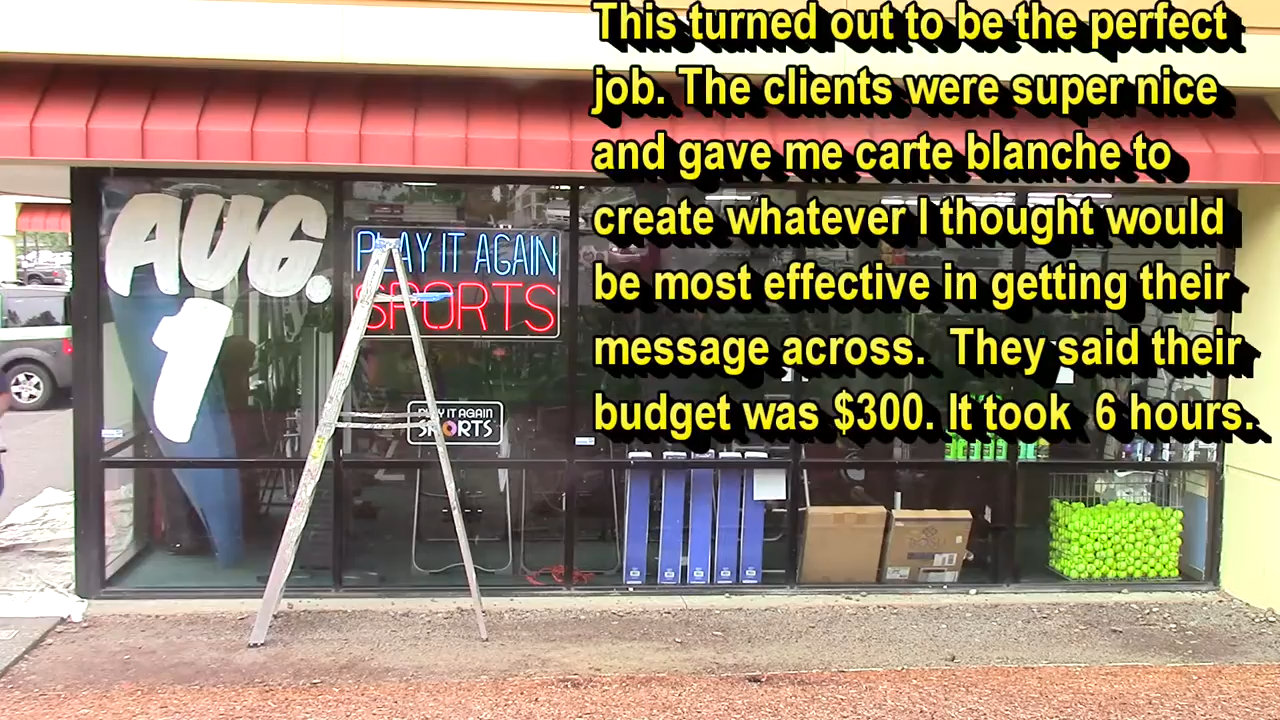 This turned out to be the perfect
job. The clients were super nice
and gave me carte blanche to
create whatever I thought would
be most effective in getting their
message across. They said their
budget was $300. It took 6 hours.
AUG.
1
PLAY IT AGAIN
SPORTS
PLAY IT AGAIN
SPORTS